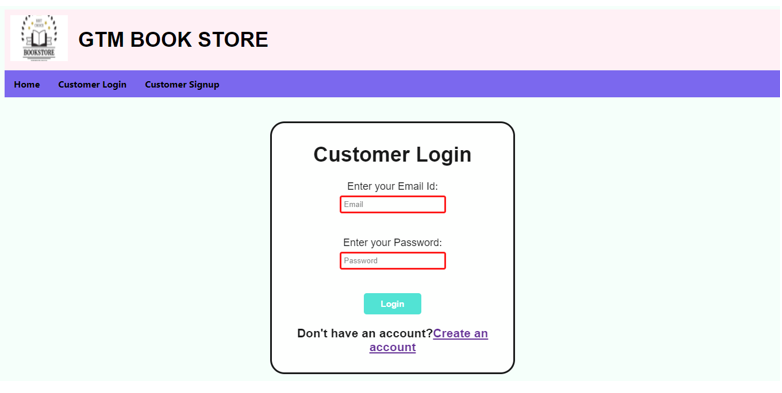 BOOKSTORE
GTM BOOK STORE
Home Customer Login Customer Signup
Customer Login
Enter your Email Id:
Email
Enter your Password:
Password
Login
Don't have an account?Create an
account